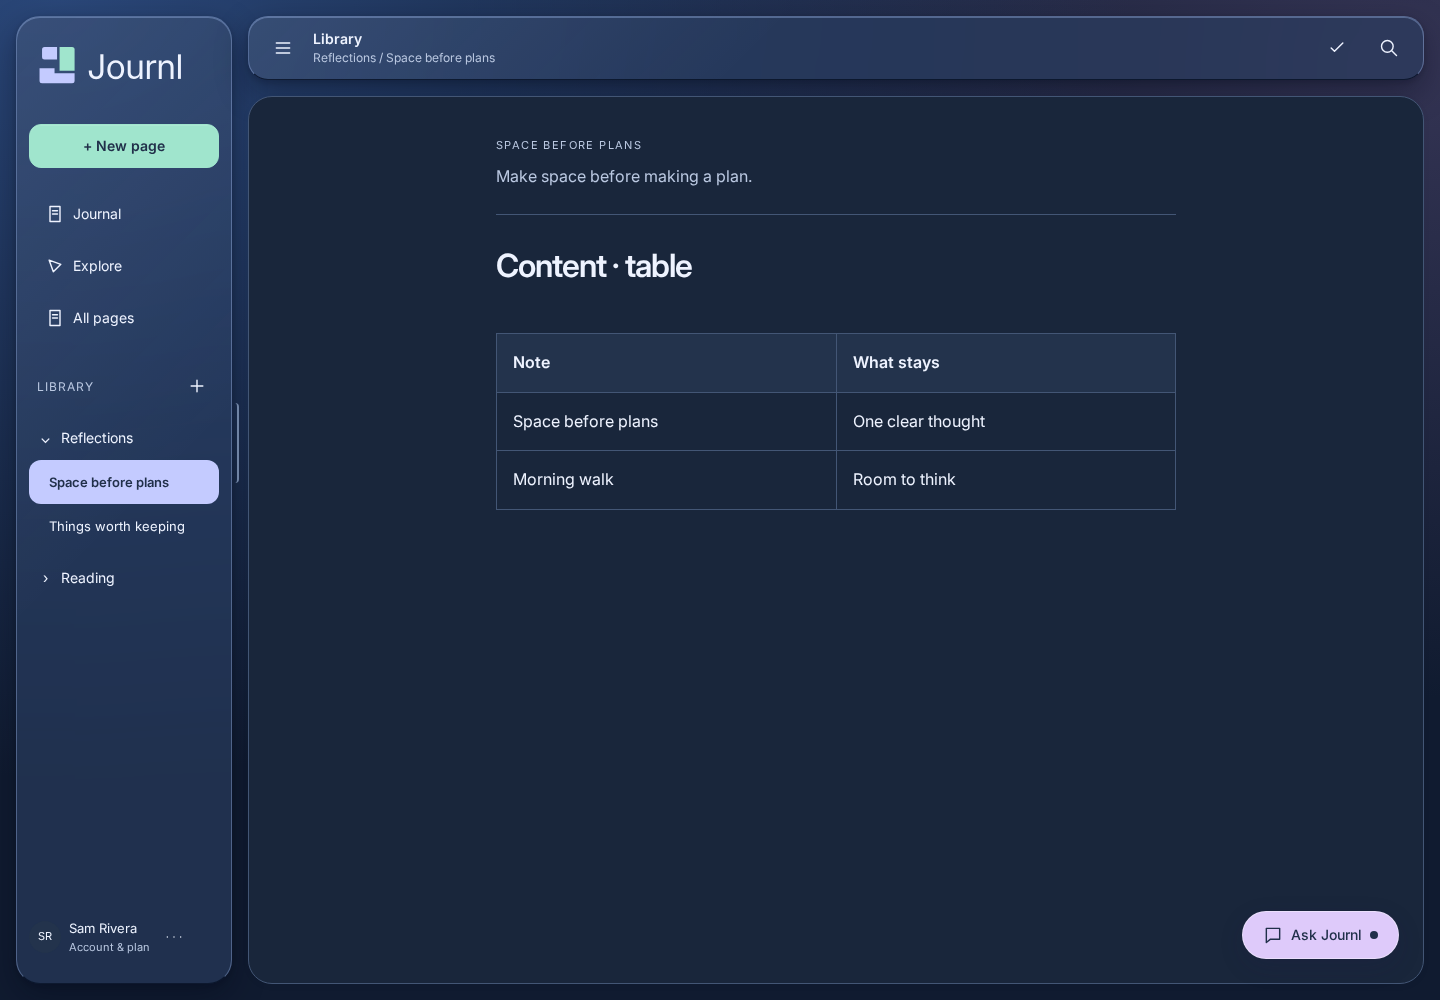 Journl
+ New page
Journal
Explore
All pages
LIBRARY
Reflections
Space before plans
Things worth keeping
Reading
SR
Sam Rivera
Account & plan
...
Library
Reflections / Space before plans
SPACE BEFORE PLANS
Make space before making a plan.
Content · table
Note What stays
Space before plans One clear thought
Morning walk Room to think
Ask Journl